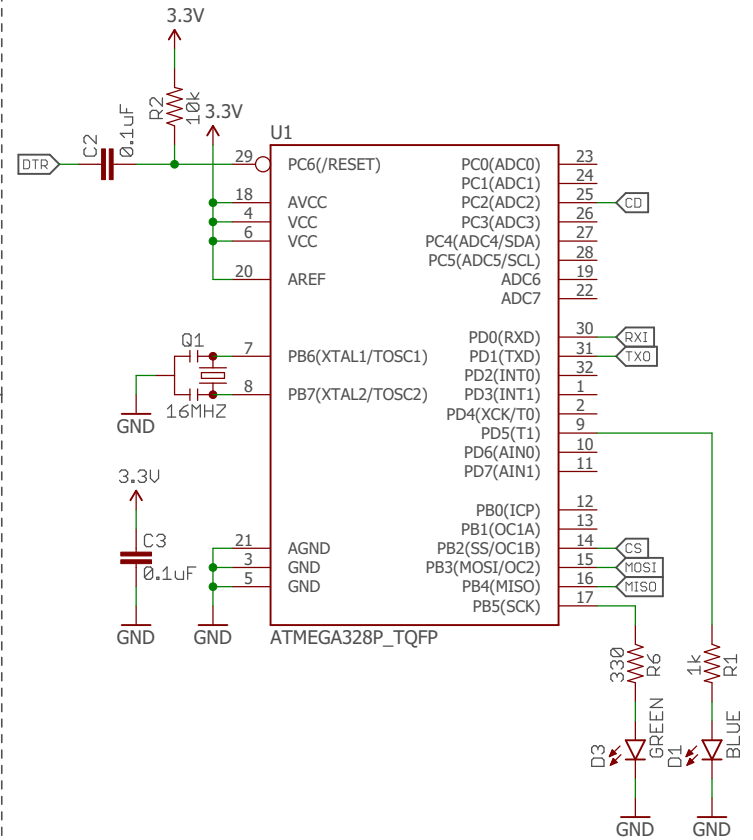 3.3V
R2
10k
3.3V
C2
0.1uF
DTR
U1
29 PC6(/RESET)
18 AVCC
4 VCC
6 VCC
20 AREF
Q1
7 PB6(XTAL1/TOSC1)
8 PB7(XTAL2/TOSC2)
16MHZ
GND
3.3V
C3
0.1uF
GND
21 AGND
3 GND
5 GND
GND
ATMEGA328P_TQFP
PC0(ADC0) 23
PC1(ADC1) 24
PC2(ADC2) 25 CD
PC3(ADC3) 26
PC4(ADC4/SDA) 27
PC5(ADC5/SCL) 28
ADC6 19
ADC7 22
PD0(RXD) 30 RXI
PD1(TXD) 31 TXO
PD2(INT0) 32
PD3(INT1) 1
PD4(XCK/T0) 2
PD5(T1) 9
PD6(AIN0) 10
PD7(AIN1) 11
PB0(ICP) 12
PB1(OC1A) 13
PB2(SS/OC1B) 14 CS
PB3(MOSI/OC2) 15 MOSI
PB4(MISO) 16 MISO
PB5(SCK) 17
330
R6
1k
R1
D3
GREEN
D1
BLUE
GND
GND